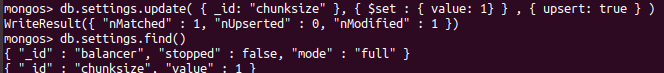 mongos> db.settings.update( { _id: "chunksize" }, { $set : { value: 1} } , { upsert: true } )
WriteResult({ "nMatched" : 1, "nUpserted" : 0, "nModified" : 1 })
mongos> db.settings.find()
{ "_id" : "balancer", "stopped" : false, "mode" : "full" }
{ "_id" : "chunksize", "value" : 1 }